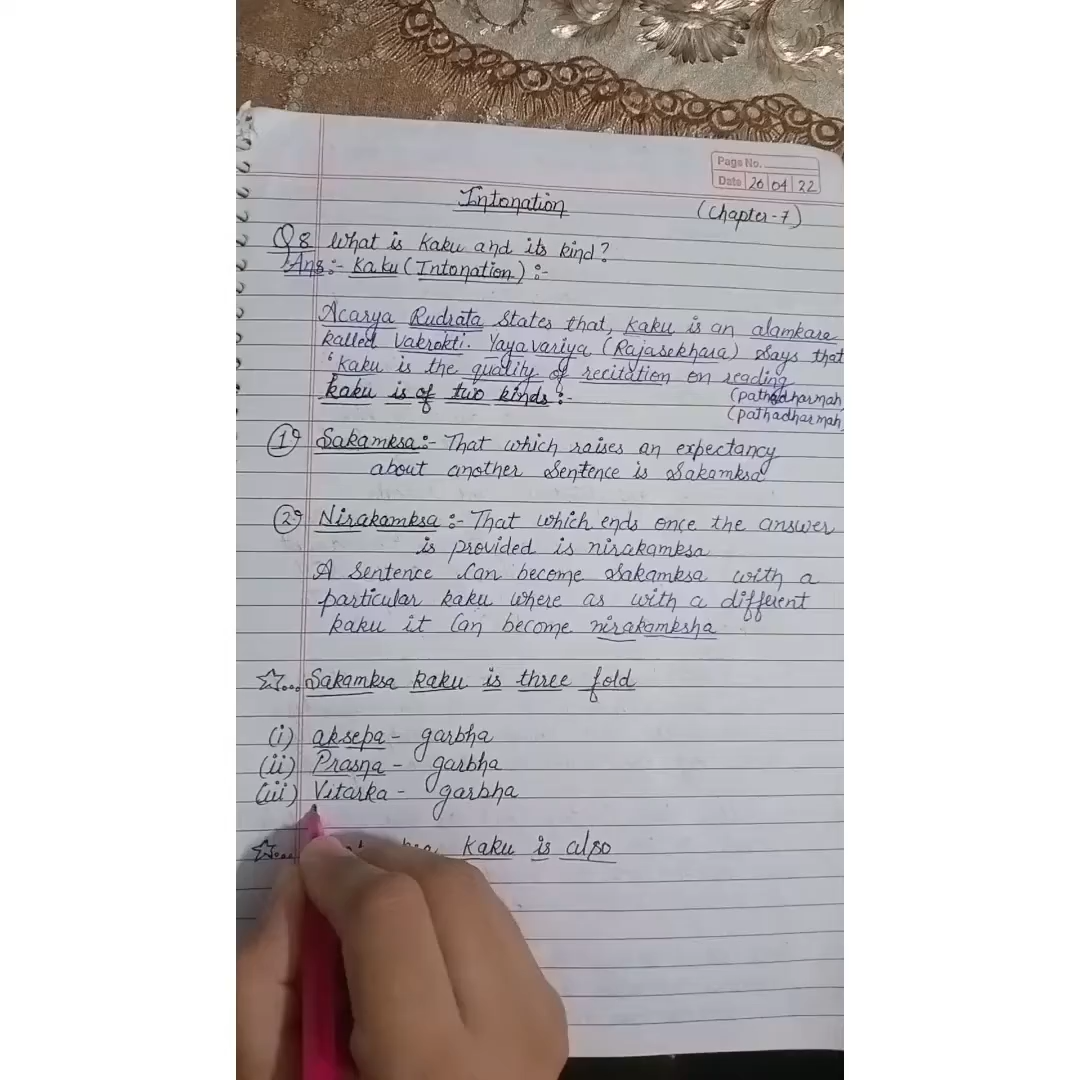 Page No.
Date 20 04 22
Intonation (Chapter-7)
Q 8 What is Kaku and its kind?
Ans:- Kaku (Intonation) :-
Acarya Rudrata states that, Kaku is an alamkare
kalled Vakrokti. Yayavariya (Rajasekhara) says that
'Kaku is the quality of recitation on reading
(pathadharmah
kaku is of two kinds:-
(pathadharmah
1) Sakamksa:- That which raises an expectancy
about another Sentence is Sakamksa
2) Nirakamksa :- That which ends once the answer
is provided is nirakamksa
A Sentence Can become Sakamksa with a
particular kaku where as with a different
kaku it Can become nirakamksha
☆... Sakamksa kaku is three fold
(i) aksepa - garbha
(ii) Prasna - garbha
(iii) Vitarka - garbha
☆... kaku is also